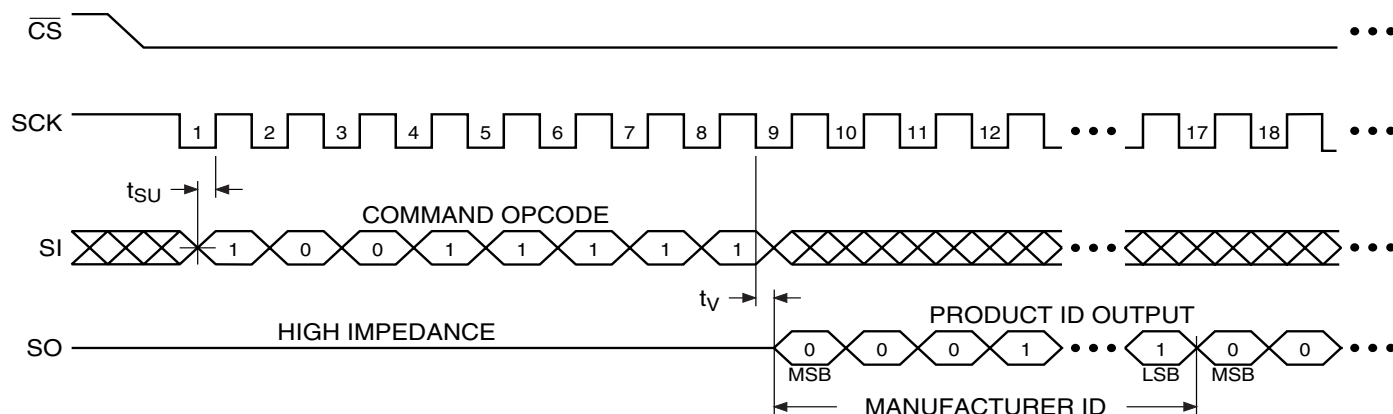 CS
SCK 1 2 3 4 5 6 7 8 9 10 11 12 17 18
tSU
COMMAND OPCODE
SI 1 0 0 1 1 1 1 1
tV
HIGH IMPEDANCE PRODUCT ID OUTPUT
SO 0 0 0 1 1 0 0
MSB LSB MSB
MANUFACTURER ID